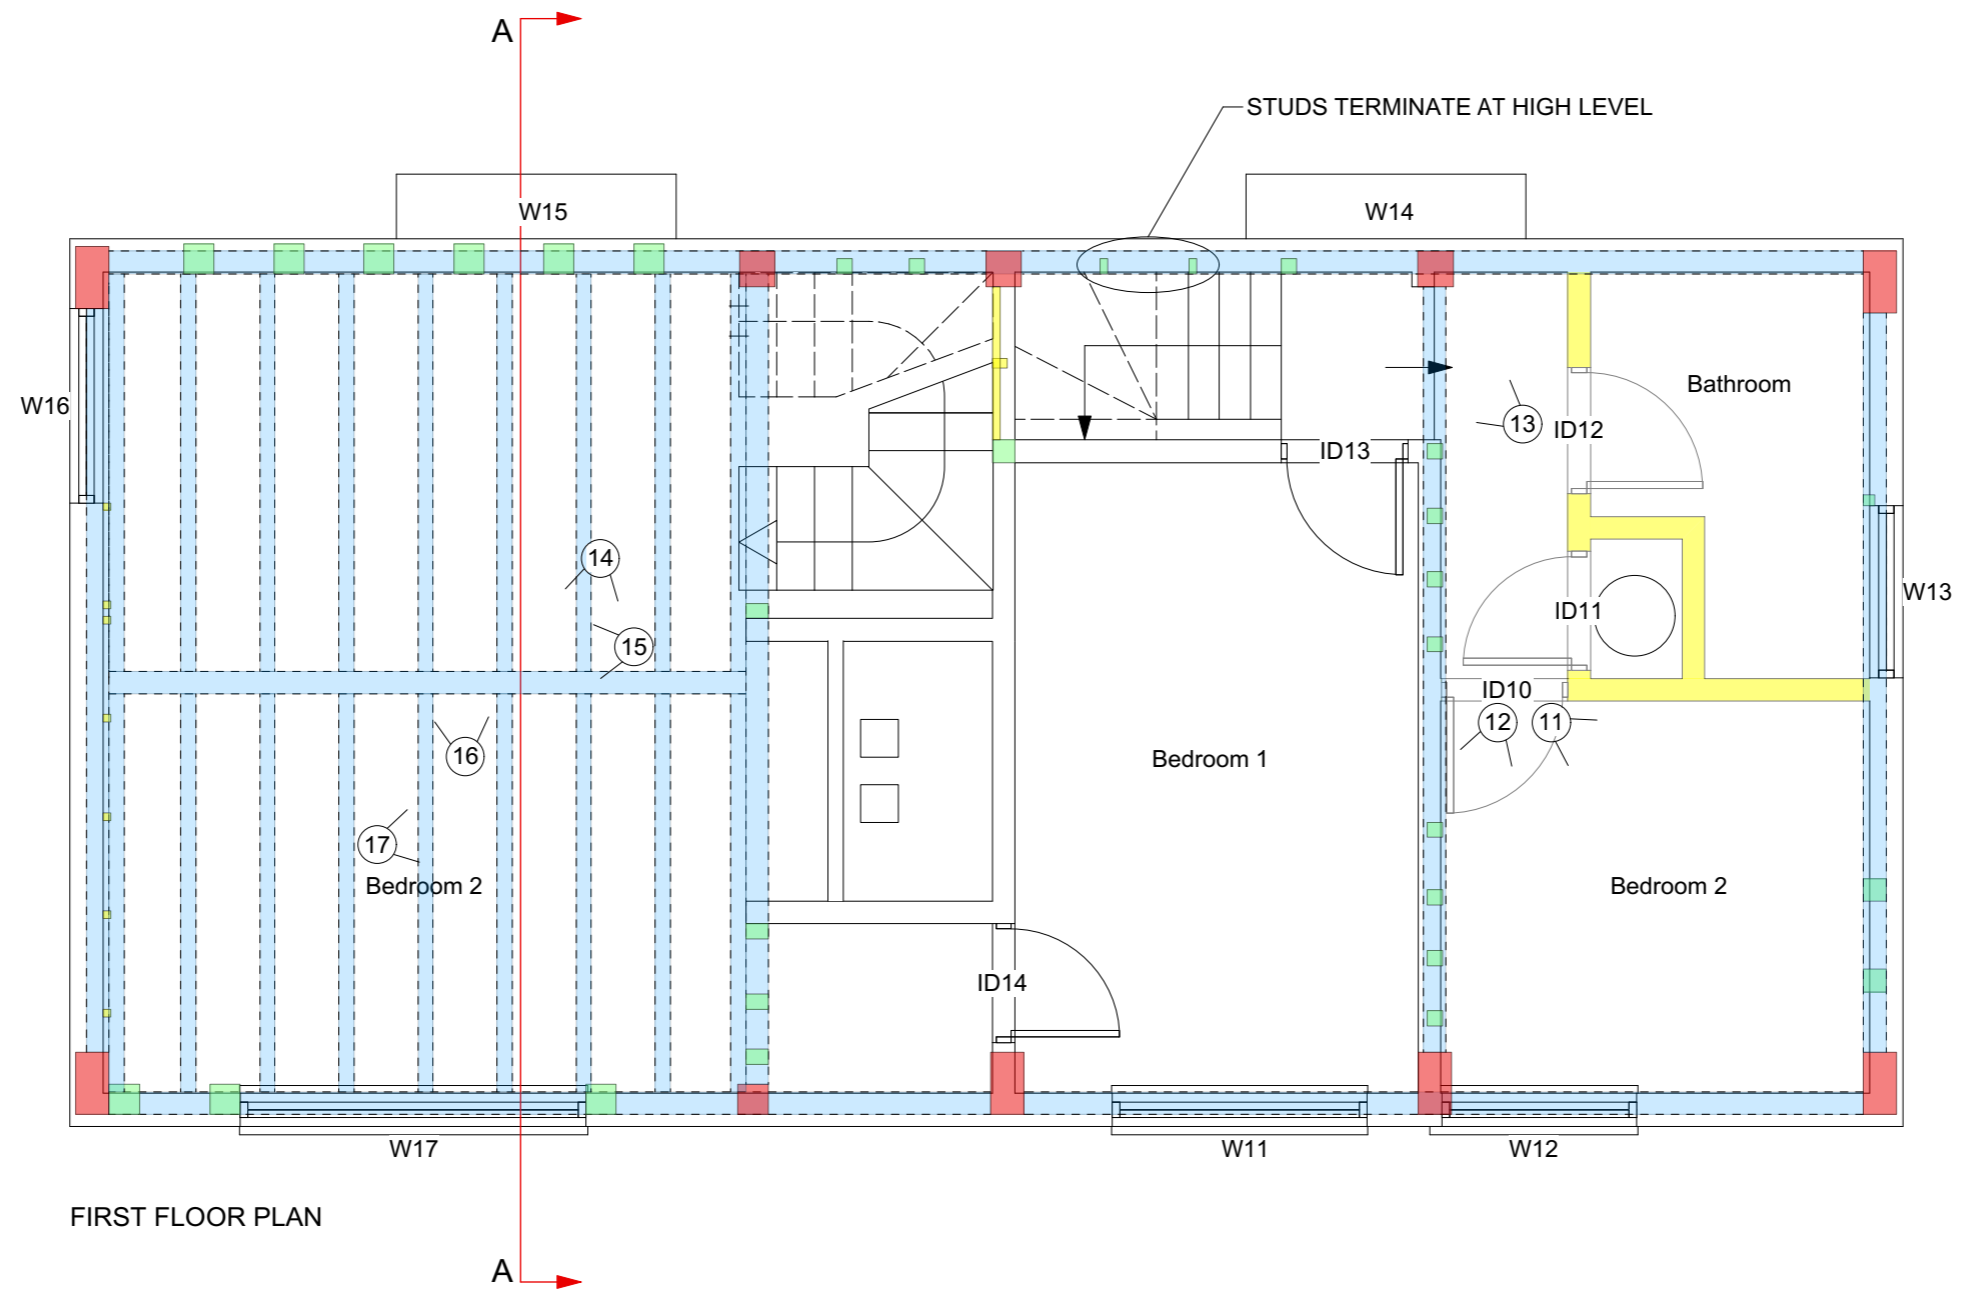 A
STUDS TERMINATE AT HIGH LEVEL
W15
W14
W16
Bathroom
13
ID12
ID13
14
W13
ID11
15
ID10
12
11
16
Bedroom 1
17
Bedroom 2
Bedroom 2
ID14
W17
W11
W12
FIRST FLOOR PLAN
A